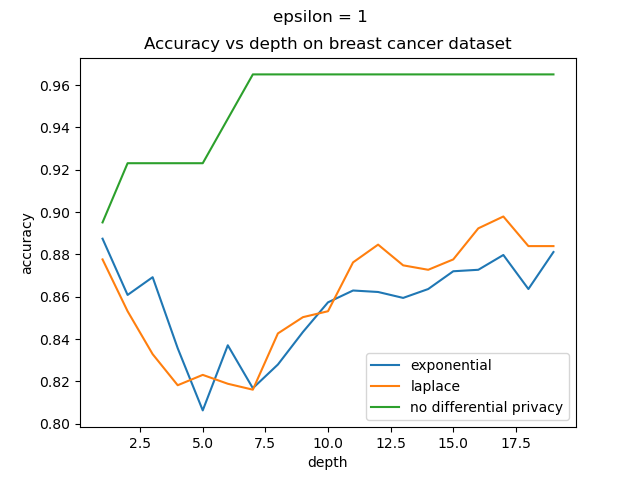 epsilon = 1
Accuracy vs depth on breast cancer dataset
0.96
0.94
0.92
0.90
0.88
0.86
0.84
0.82
0.80
accuracy
exponential
laplace
no differential privacy
2.5 5.0 7.5 10.0 12.5 15.0 17.5
depth